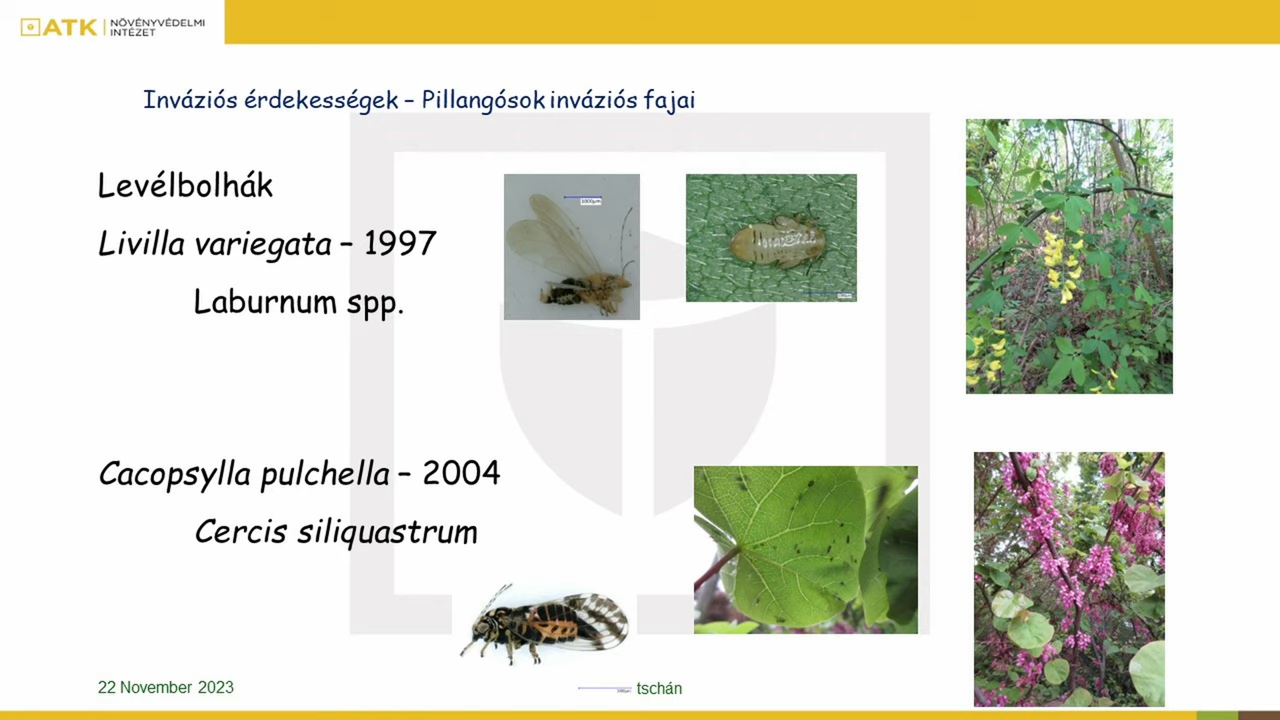 ATK NÖVÉNYVÉDELMI
INTÉZET
Inváziós érdekességek – Pillangósok inváziós fajai
Levélbolhák
Livilla variegata – 1997
Laburnum spp.
Cacopsylla pulchella – 2004
Cercis siliquastrum
22 November 2023
tschán